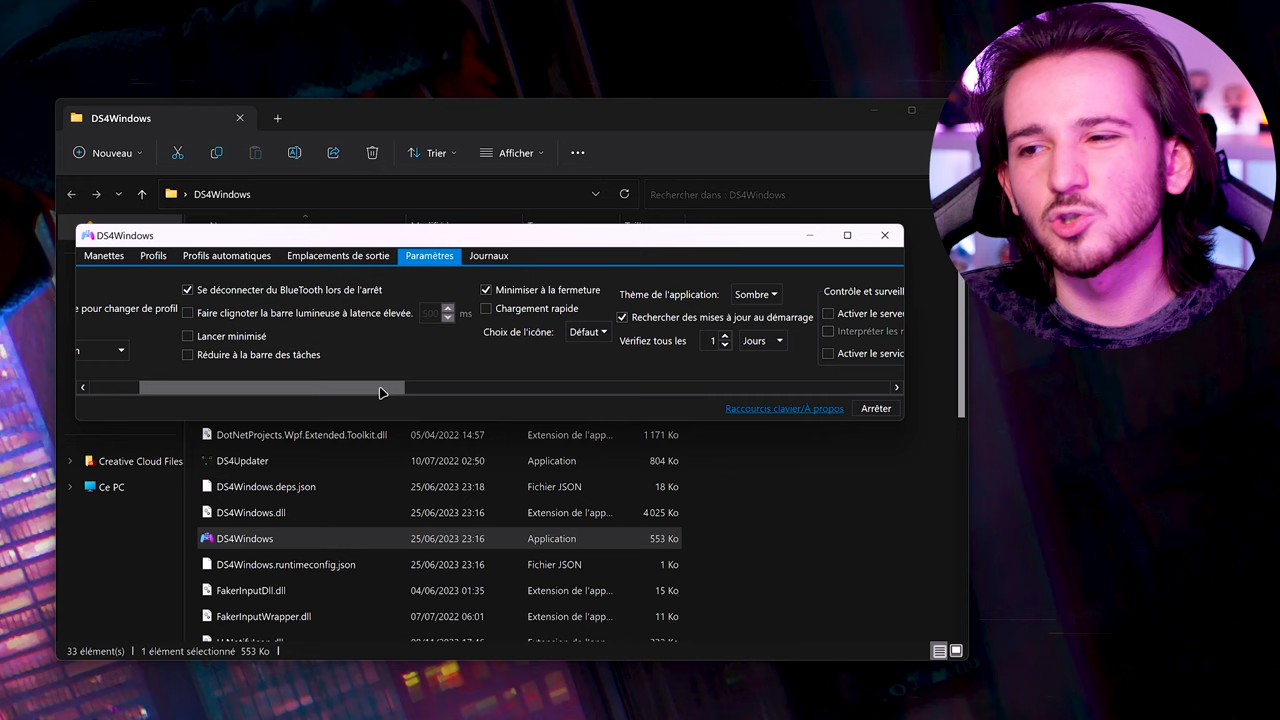 DS4Windows
Nouveau
Trier
Afficher
DS4Windows
Rechercher dans : DS4Windows
DS4Windows
Manettes Profils Profils automatiques Emplacements de sortie Paramètres Journaux
e pour changer de profil
Se déconnecter du BlueTooth lors de l'arrêt
Faire clignoter la barre lumineuse à latence élevée. 500 ms
Lancer minimisé
Réduire à la barre des tâches
Minimiser à la fermeture
Chargement rapide
Choix de l'icône: Défaut
Thème de l'application: Sombre
Rechercher des mises à jour au démarrage
Vérifiez tous les 1 Jours
Contrôle et surveill
Activer le serve
Interpréter les r
Activer le servic
Raccourcis clavier/À propos Arrêter
DotNetProjects.Wpf.Extended.Toolkit.dll 05/04/2022 14:57 Extension de l'app... 1 171 Ko
Creative Cloud Files
Ce PC
DS4Updater 10/07/2022 02:50 Application 804 Ko
DS4Windows.deps.json 25/06/2023 23:18 Fichier JSON 18 Ko
DS4Windows.dll 25/06/2023 23:16 Extension de l'app... 4 025 Ko
DS4Windows 25/06/2023 23:16 Application 553 Ko
DS4Windows.runtimeconfig.json 25/06/2023 23:16 Fichier JSON 1 Ko
FakerInputDll.dll 04/06/2023 01:35 Extension de l'app... 15 Ko
FakerInputWrapper.dll 07/07/2022 06:01 Extension de l'app... 11 Ko
33 élément(s) 1 élément sélectionné 553 Ko